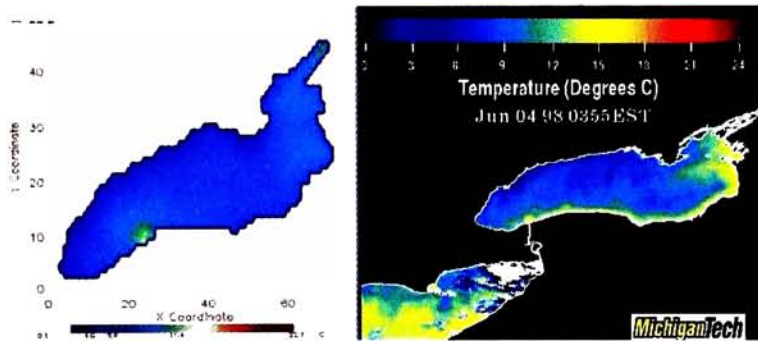 40
30
20
10
0
0 20 40 60
X Coordinate
Y Coordinate
C
0 3 6 9 12 15 18 21 24
Temperature (Degrees C)
Jun 04 98 0355EST
MichiganTech